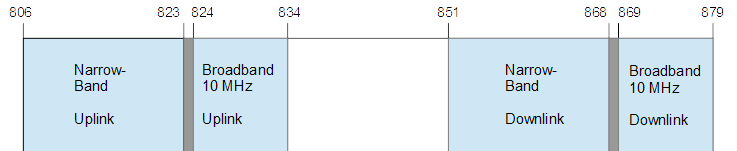 806 823 824 834 851 868 869 879
Narrow-
Band
Uplink
Broadband
10 MHz
Uplink
Narrow-
Band
Downlink
Broadband
10 MHz
Downlink